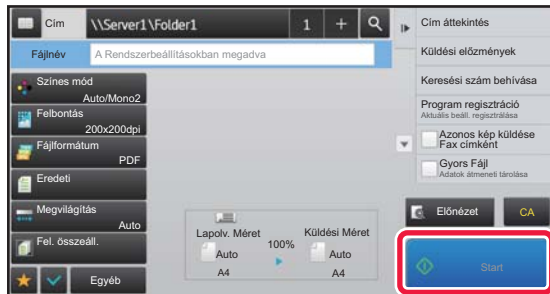 Cím
\\Server1\Folder1
1
+
Fájlnév
A Rendszerbeállításokban megadva
Színes mód
Auto/Mono2
Felbontás
200x200dpi
Fájlformátum
PDF
Eredeti
Megvilágítás
Auto
Fel. összeáll.
Egyéb
Lapolv. Méret
Auto
A4
100%
Küldési Méret
Auto
A4
Cím áttekintés
Küldési előzmények
Keresési szám behívása
Program regisztráció
Aktuális beáll. regisztrálása
Azonos kép küldése
Fax címként
Gyors Fájl
Adatok átmeneti tárolása
Előnézet
CA
Start